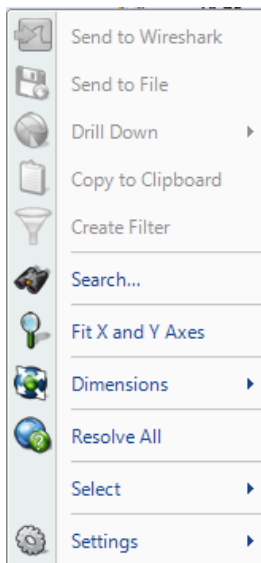 Send to Wireshark
Send to File
Drill Down
Copy to Clipboard
Create Filter
Search...
Fit X and Y Axes
Dimensions
Resolve All
Select
Settings